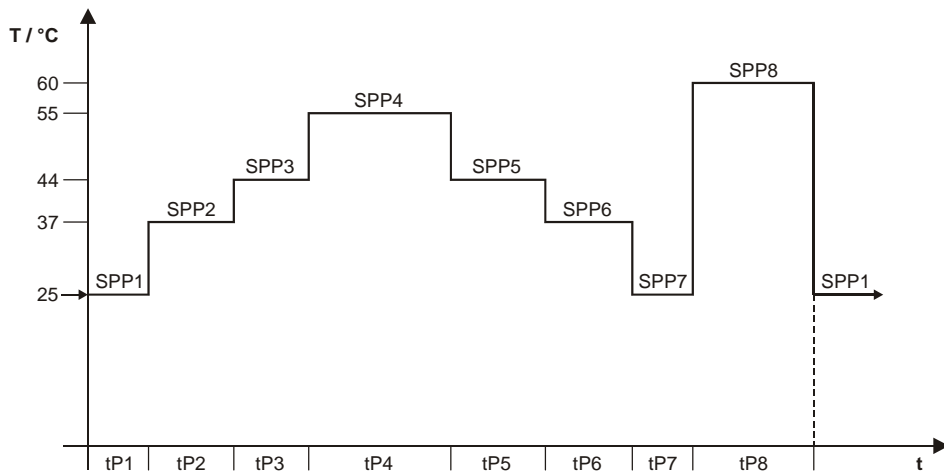 T / °C
60
55
44
37
25
SPP1
SPP2
SPP3
SPP4
SPP5
SPP6
SPP7
SPP8
SPP1
tP1 tP2 tP3 tP4 tP5 tP6 tP7 tP8 t